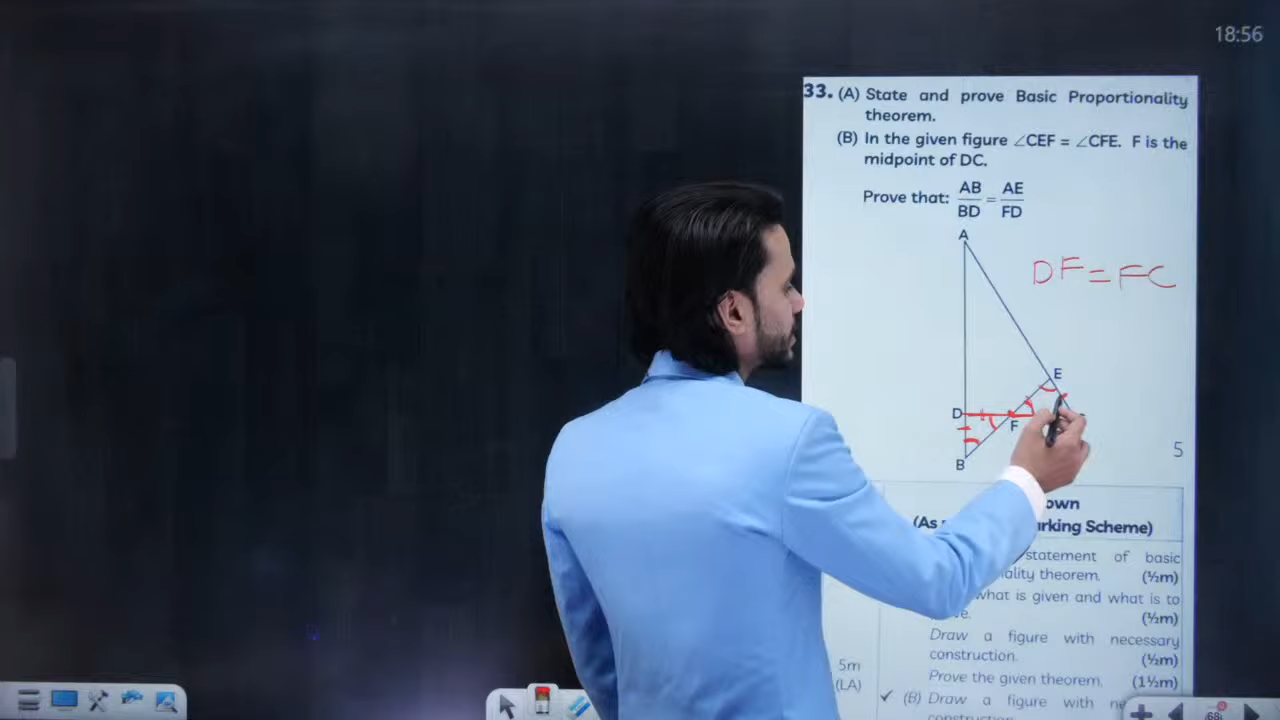 18:56
33. (A) State and prove Basic Proportionality
theorem.
(B) In the given figure ∠CEF = ∠CFE. F is the
midpoint of DC.
Prove that: AB/BD = AE/FD
A
DF = FC
E
D
F
B
5
own
(As arking Scheme)
statement of basic
ality theorem. (½m)
what is given and what is to
(½m)
Draw a figure with necessary
construction. (½m)
5m
Prove the given theorem. (1½m)
(LA)
✓ (B) Draw a figure with
construction
68